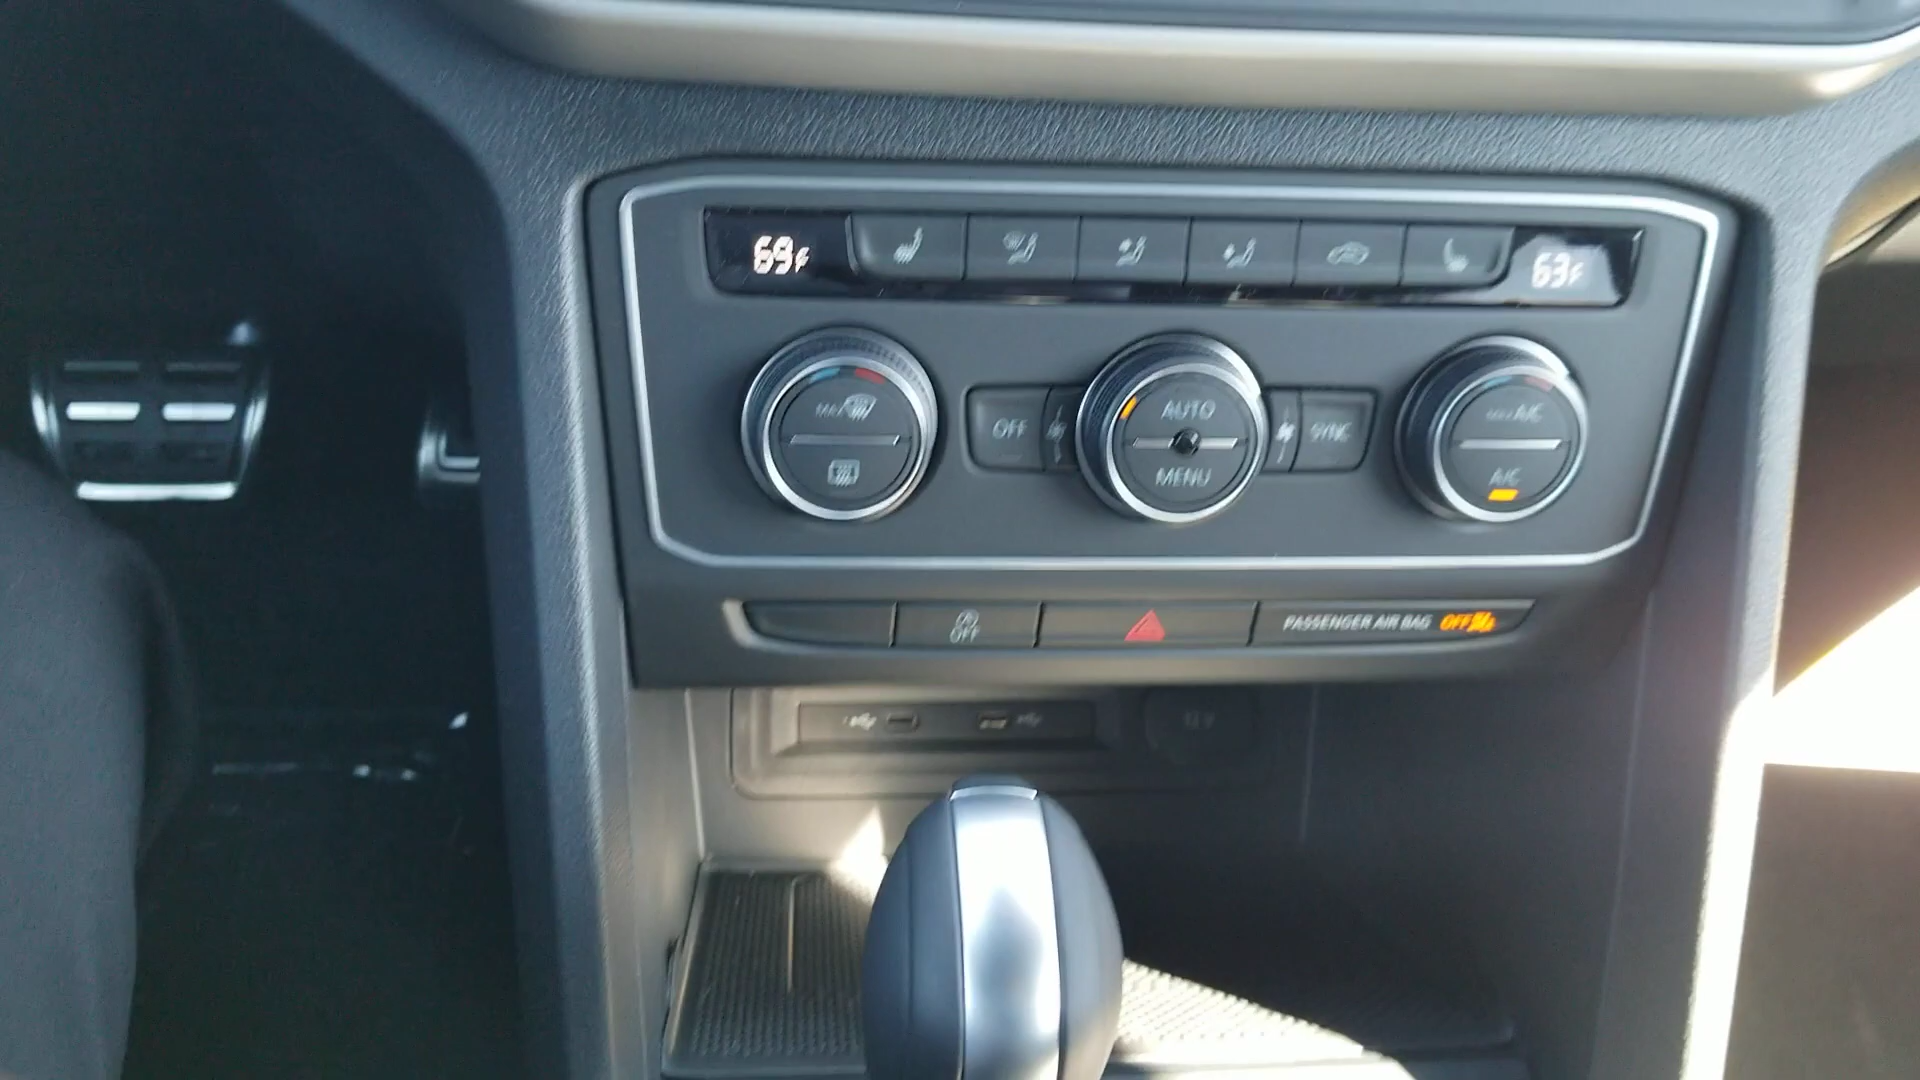 69F
63F
MAX
AUTO
MAX A/C
OFF
SYNC
MENU
A/C
OFF
PASSENGER AIR BAG OFF